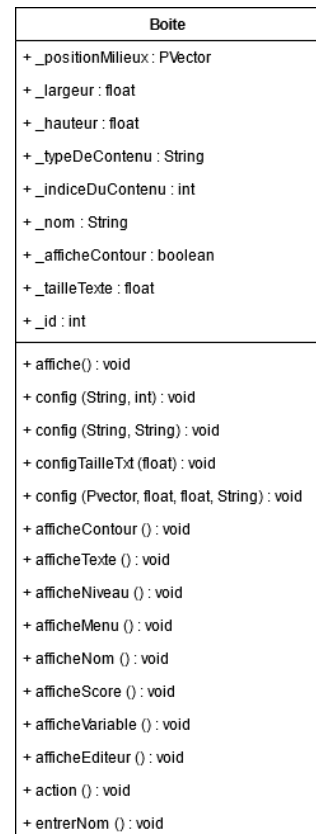 Boite
+ _positionMilieux : PVector
+ _largeur : float
+ _hauteur : float
+ _typeDeContenu : String
+ _indiceDuContenu : int
+ _nom : String
+ _afficheContour : boolean
+ _tailleTexte : float
+ _id : int
+ affiche() : void
+ config (String, int) : void
+ config (String, String) : void
+ configTailleTxt (float) : void
+ config (Pvector, float, float, String) : void
+ afficheContour () : void
+ afficheTexte () : void
+ afficheNiveau () : void
+ afficheMenu () : void
+ afficheNom () : void
+ afficheScore () : void
+ afficheVariable () : void
+ afficheEditeur () : void
+ action () : void
+ entrerNom () : void